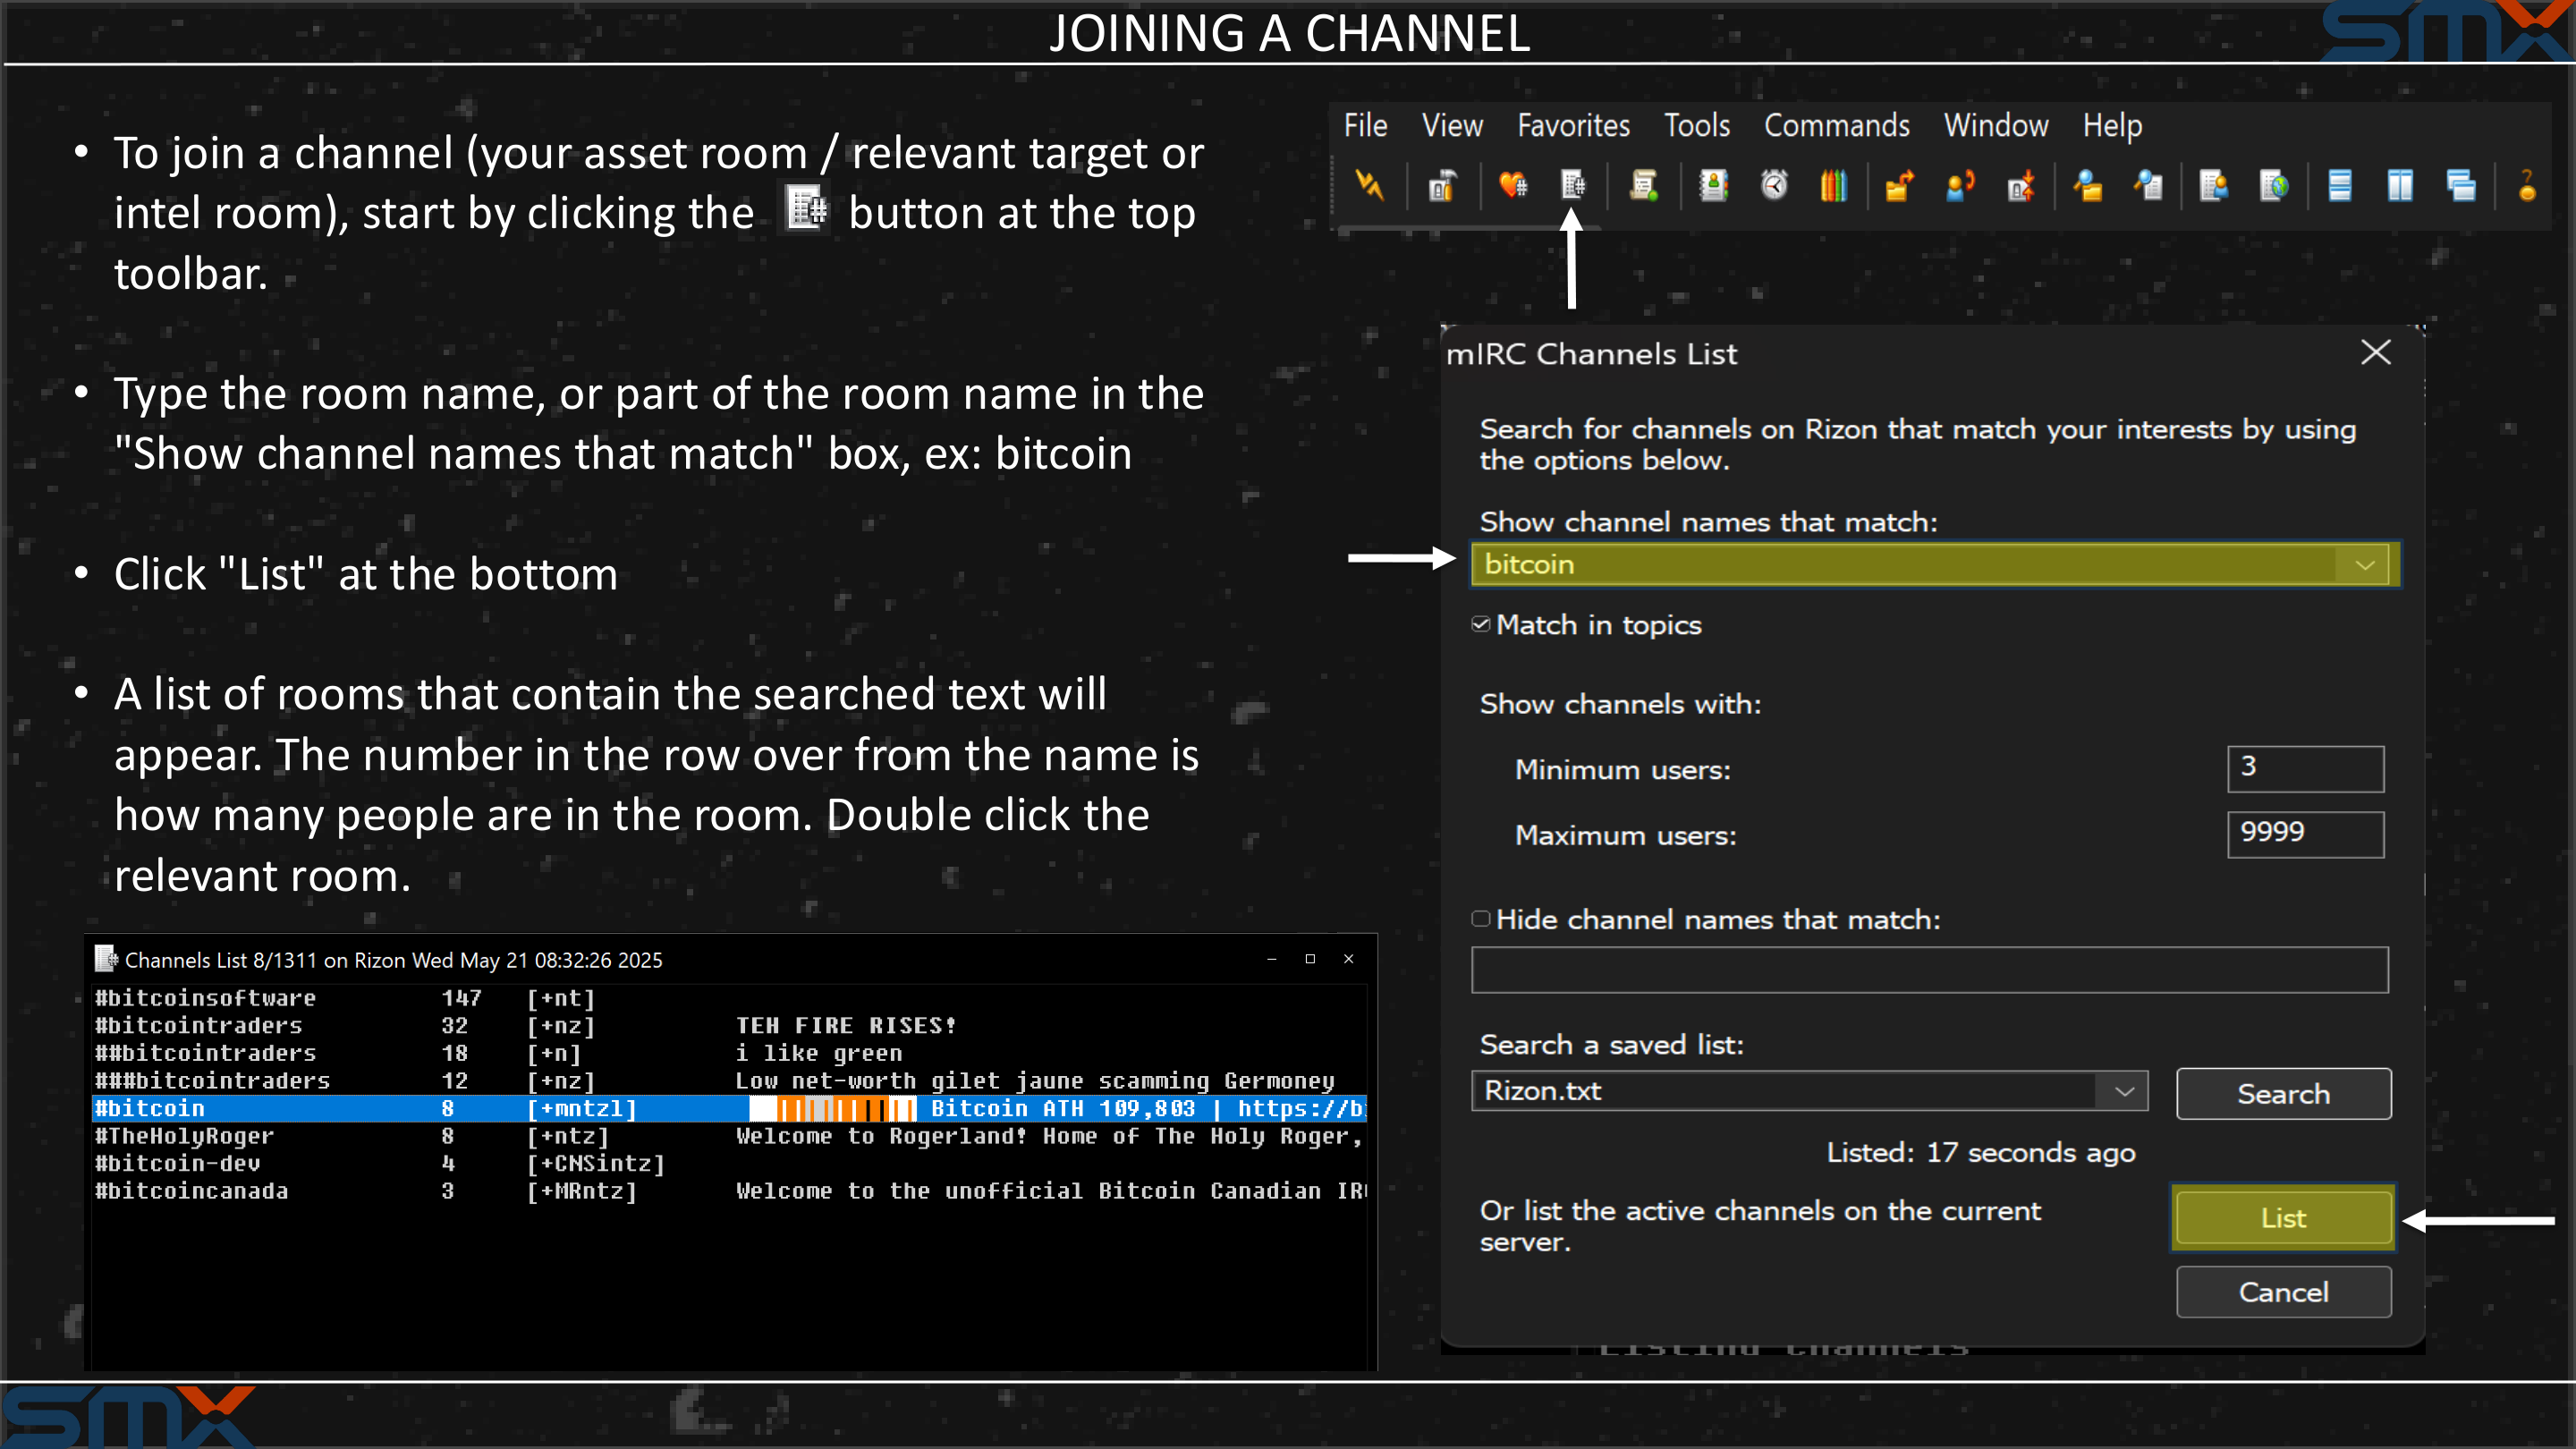 JOINING A CHANNEL
SMX
• To join a channel (your asset room / relevant target or
intel room), start by clicking the button at the top
toolbar.
• Type the room name, or part of the room name in the
"Show channel names that match" box, ex: bitcoin
• Click "List" at the bottom
• A list of rooms that contain the searched text will
appear. The number in the row over from the name is
how many people are in the room. Double click the
relevant room.
File View Favorites Tools Commands Window Help
mIRC Channels List
Search for channels on Rizon that match your interests by using
the options below.
Show channel names that match:
bitcoin
Match in topics
Show channels with:
Minimum users: 3
Maximum users: 9999
Hide channel names that match:
Search a saved list:
Rizon.txt Search
Listed: 17 seconds ago
Or list the active channels on the current
server.
List
Cancel
Listing channels
Channels List 8/1311 on Rizon Wed May 21 08:32:26 2025
#bitcoinsoftware 147 [+nt]
#bitcointraders 32 [+nz] TEH FIRE RISES!
##bitcointraders 18 [+n] i like green
###bitcointraders 12 [+nz] Low net-worth gilet jaune scamming Germoney
#bitcoin 8 [+mntzl] Bitcoin ATH 109,803 | https://b
#TheHolyRoger 8 [+ntz] Welcome to Rogerland! Home of The Holy Roger,
#bitcoin-dev 4 [+CNSintz]
#bitcoincanada 3 [+MRntz] Welcome to the unofficial Bitcoin Canadian IR
SMX